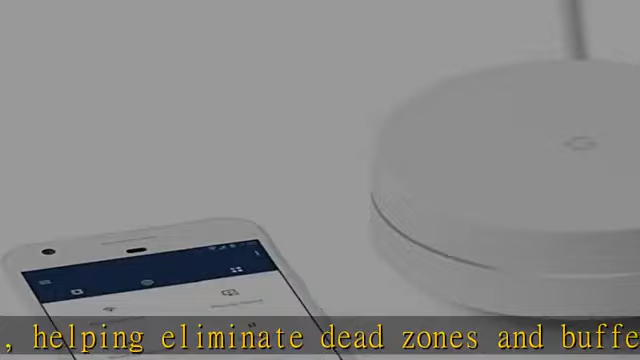 , helping eliminate dead zones and buffe